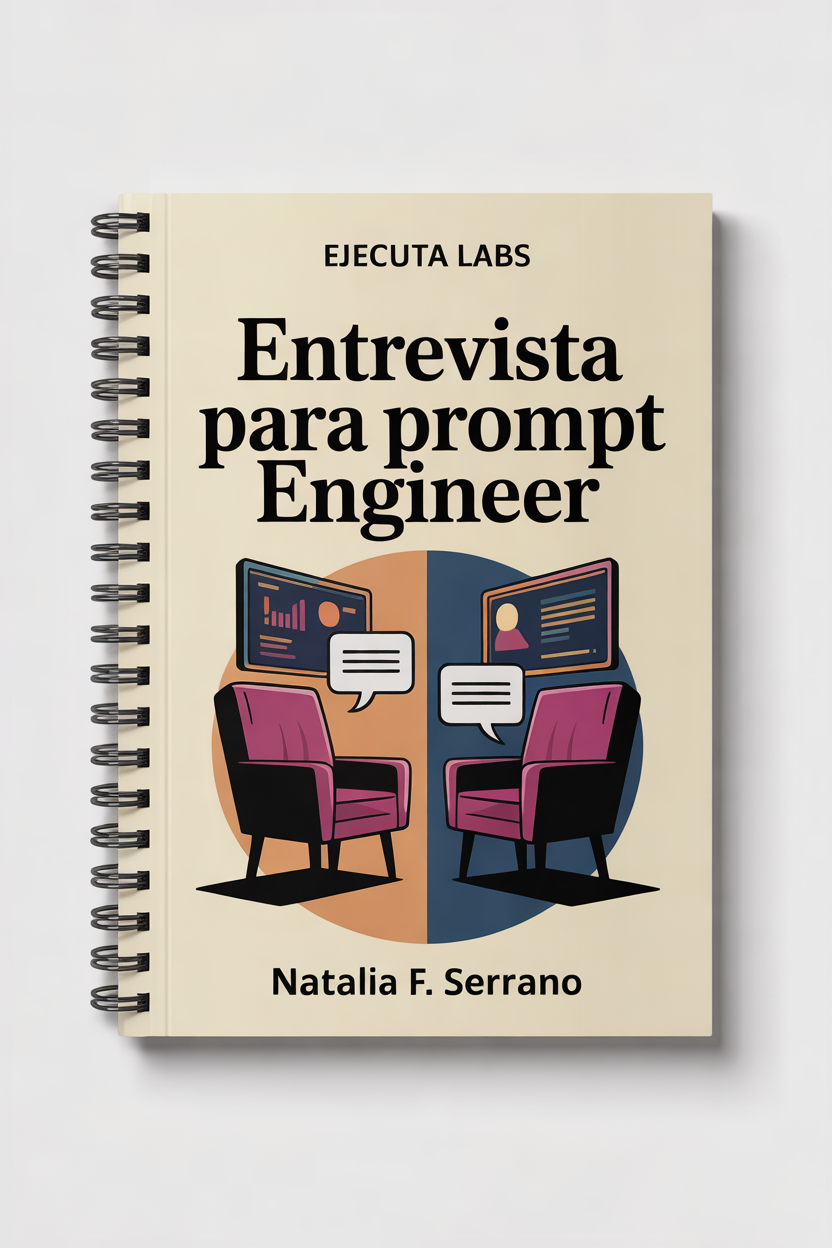 EJECUTA LABS
Entrevista
para prompt
Engineer
Natalia F. Serrano